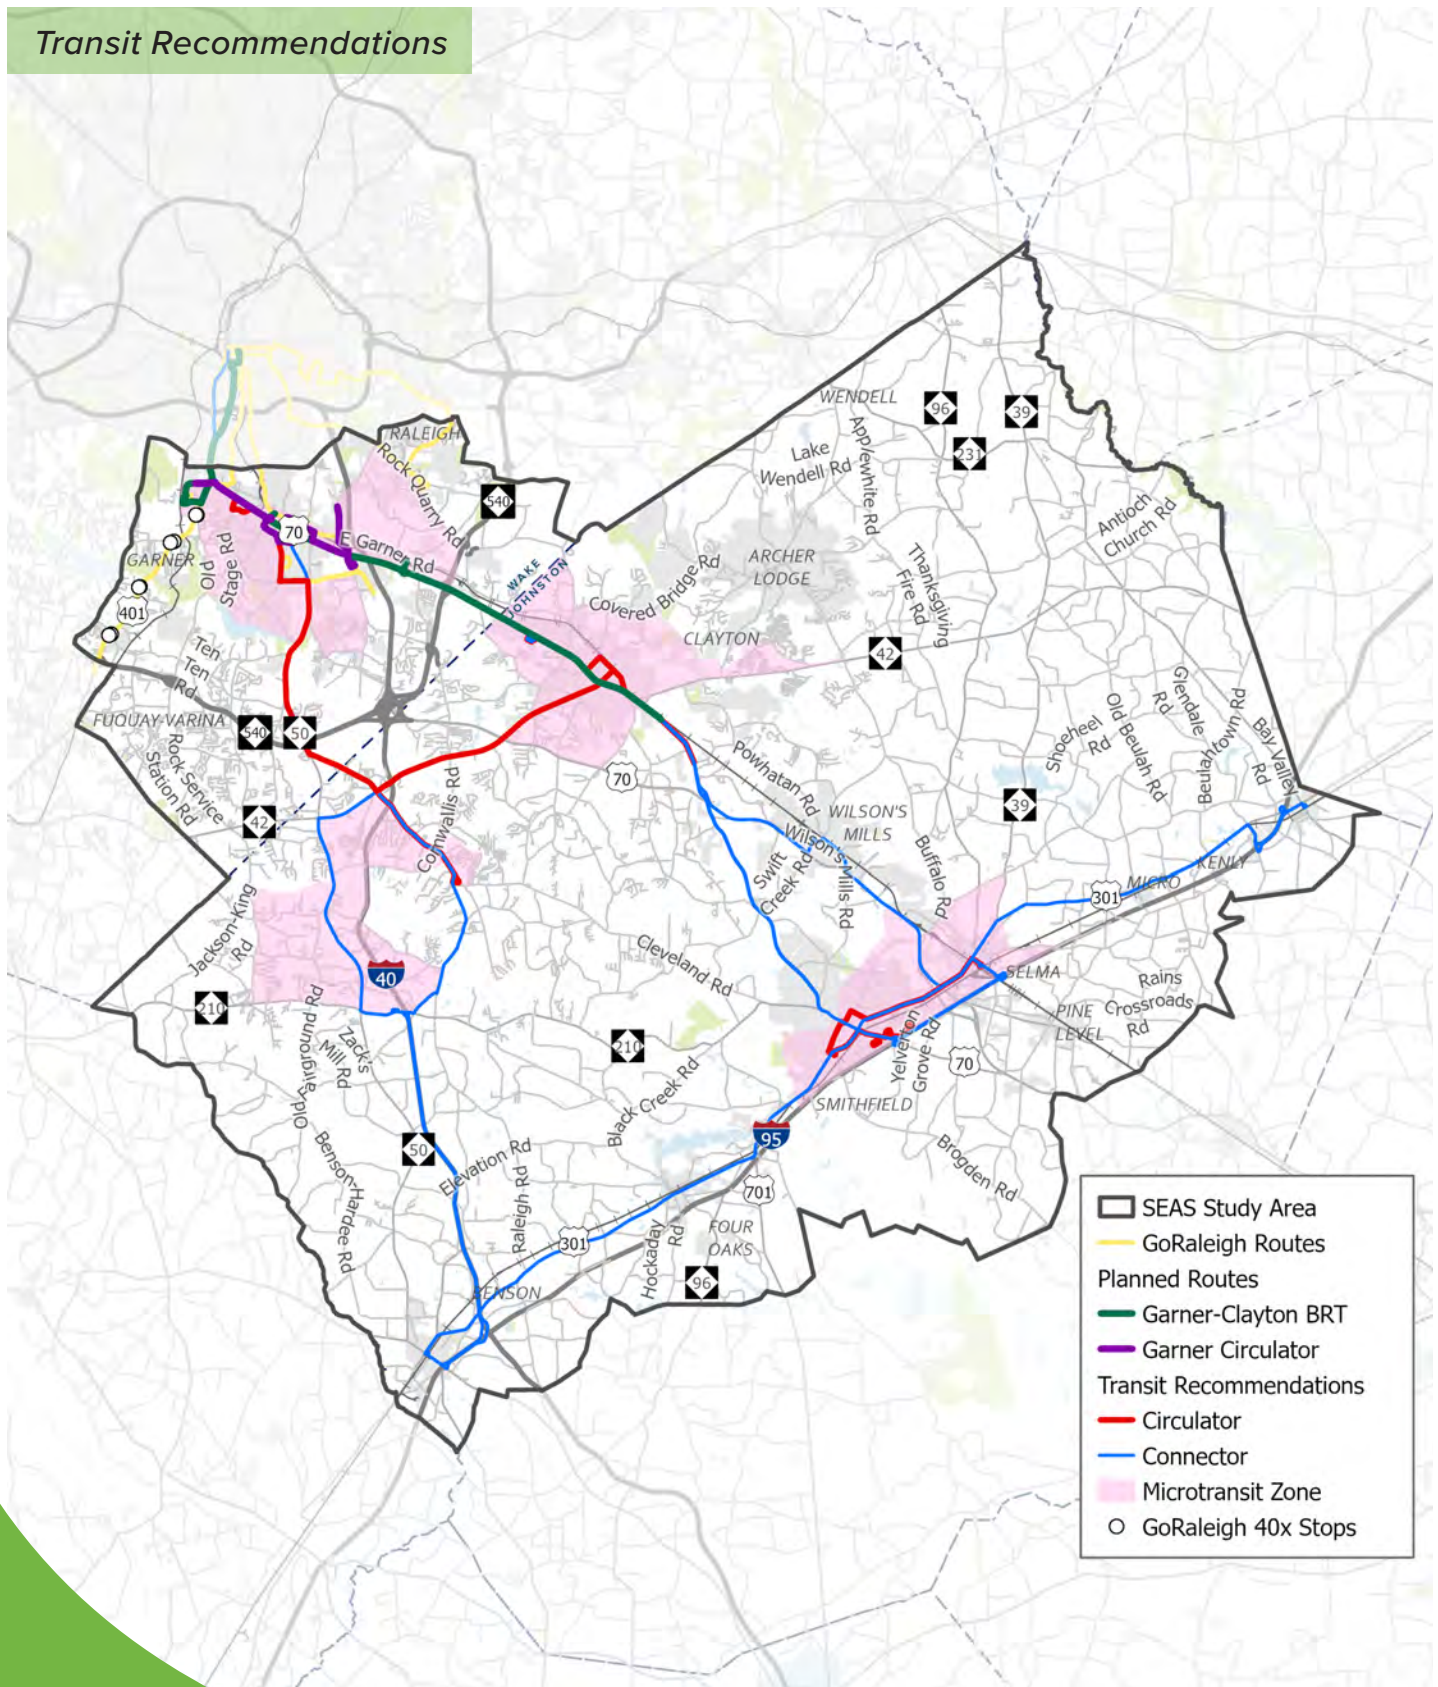 Transit Recommendations
WENDELL
96
39
231
Lake
Wendell Rd
Applewhite Rd
RALEIGH
Rock Quarry Rd
540
Antioch
Church Rd
70
E Garner Rd
GARNER
Old
Stage Rd
401
WAKE
JOHNSTON
Covered Bridge Rd
ARCHER
LODGE
CLAYTON
Thanksgiving
Fire Rd
42
Ten
Ten
Rd
FUQUAY-VARINA
540
50
Rock Service
Station Rd
42
Cornwallis Rd
70
Powhatan Rd
WILSON'S
MILLS
Wilson's Mills Rd
Swift
Creek Rd
Buffalo Rd
39
Shoeheel
Rd
Old Beulah Rd
Glendale
Rd
Beulahtown Rd
Bay Valley
Rd
KENLY
MICRO
301
Jackson-King
Rd
210
40
Cleveland Rd
SELMA
Rains
Crossroads
Rd
PINE
LEVEL
Yelverton
Grove Rd
70
210
Old Fairground Rd
Zack's
Mill Rd
Black Creek Rd
SMITHFIELD
95
Brogden Rd
50
Elevation Rd
Benson-Hardee Rd
Raleigh Rd
701
301
Hockaday
Rd
FOUR
OAKS
96
BENSON
SEAS Study Area
GoRaleigh Routes
Planned Routes
Garner-Clayton BRT
Garner Circulator
Transit Recommendations
Circulator
Connector
Microtransit Zone
GoRaleigh 40x Stops